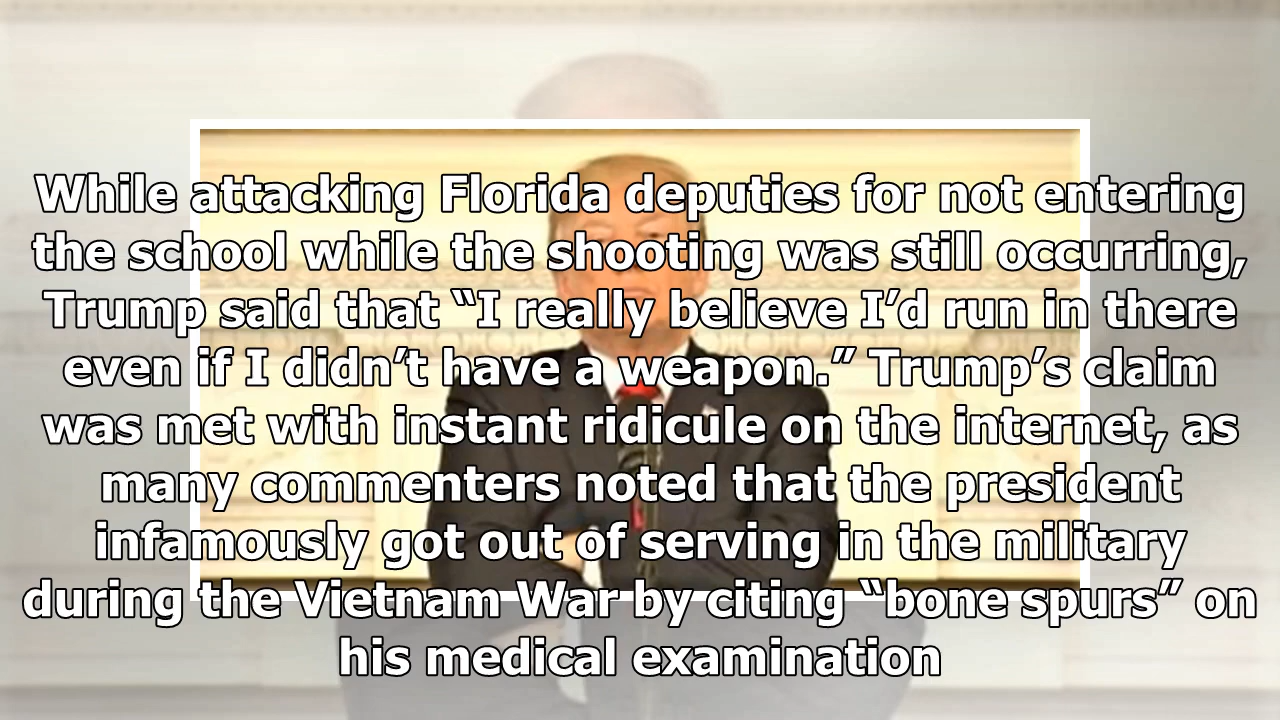 While attacking Florida deputies for not entering
the school while the shooting was still occurring,
Trump said that “I really believe I’d run in there
even if I didn’t have a weapon.” Trump’s claim
was met with instant ridicule on the internet, as
many commenters noted that the president
infamously got out of serving in the military
during the Vietnam War by citing “bone spurs” on
his medical examination